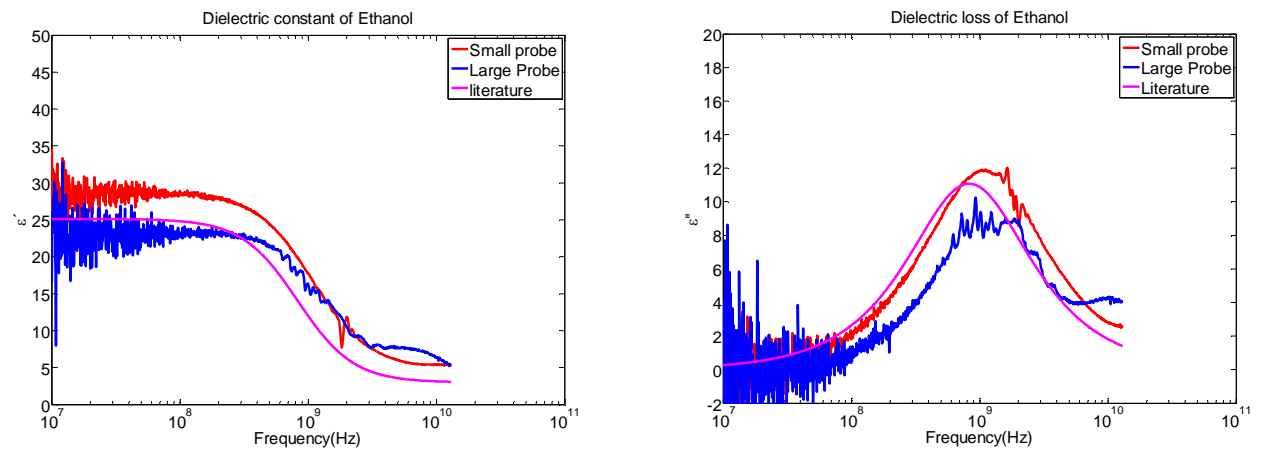 Dielectric constant of Ethanol
50
45
40
35
30
25
20
15
10
5
0
ε´
Small probe
Large Probe
literature
10^7
10^8
10^9
10^10
10^11
Frequency(Hz)
Dielectric loss of Ethanol
20
18
16
14
12
10
8
6
4
2
0
-2
ε"
Small probe
Large Probe
Literature
10^7
10^8
10^9
10^10
10^11
Frequency(Hz)